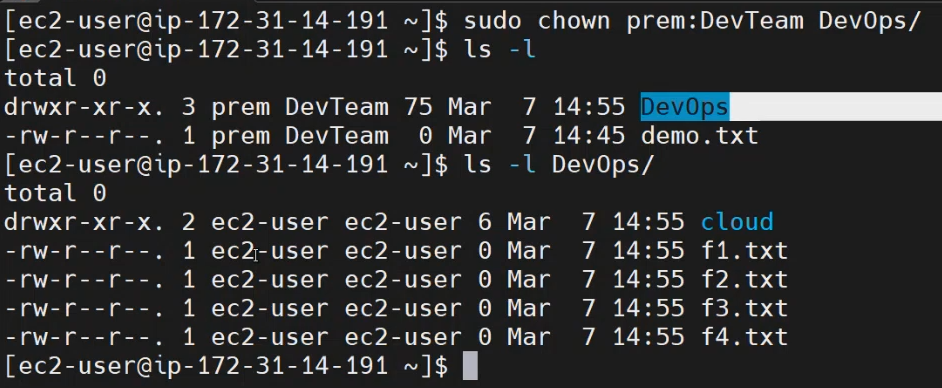 [ec2-user@ip-172-31-14-191 ~]$ sudo chown prem:DevTeam DevOps/
[ec2-user@ip-172-31-14-191 ~]$ ls -l
total 0
drwxr-xr-x. 3 prem DevTeam 75 Mar  7 14:55 DevOps
-rw-r--r--. 1 prem DevTeam  0 Mar  7 14:45 demo.txt
[ec2-user@ip-172-31-14-191 ~]$ ls -l DevOps/
total 0
drwxr-xr-x. 2 ec2-user ec2-user 6 Mar  7 14:55 cloud
-rw-r--r--. 1 ec2-user ec2-user 0 Mar  7 14:55 f1.txt
-rw-r--r--. 1 ec2-user ec2-user 0 Mar  7 14:55 f2.txt
-rw-r--r--. 1 ec2-user ec2-user 0 Mar  7 14:55 f3.txt
-rw-r--r--. 1 ec2-user ec2-user 0 Mar  7 14:55 f4.txt
[ec2-user@ip-172-31-14-191 ~]$